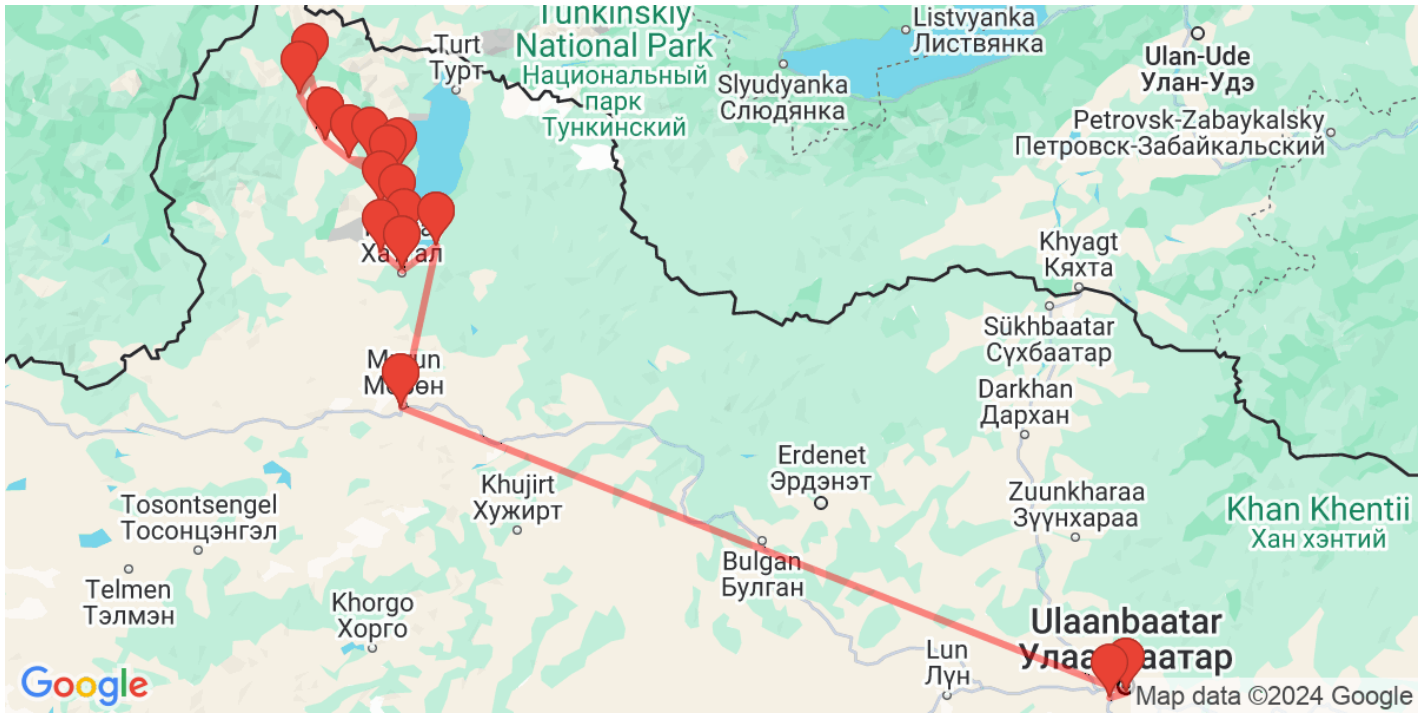 Tunkinskiy
National Park
Национальный
парк
Тункинский
Turt
Турт
Listvyanka
Листвянка
Slyudyanka
Слюдянка
Ulan-Ude
Улан-Удэ
Petrovsk-Zabaykalsky
Петровск-Забайкальский
Khyagt
Кяхта
Sükhbaatar
Сүхбаатар
Darkhan
Дархан
Erdenet
Эрдэнэт
Zuunkharaa
Зүүнхараа
Khan Khentii
Хан хэнтий
Khujirt
Хужирт
Tosontsengel
Тосонцэнгэл
Telmen
Тэлмэн
Khorgo
Хорго
Bulgan
Булган
Lun
Лүн
Ulaanbaatar
Google
Map data ©2024 Google